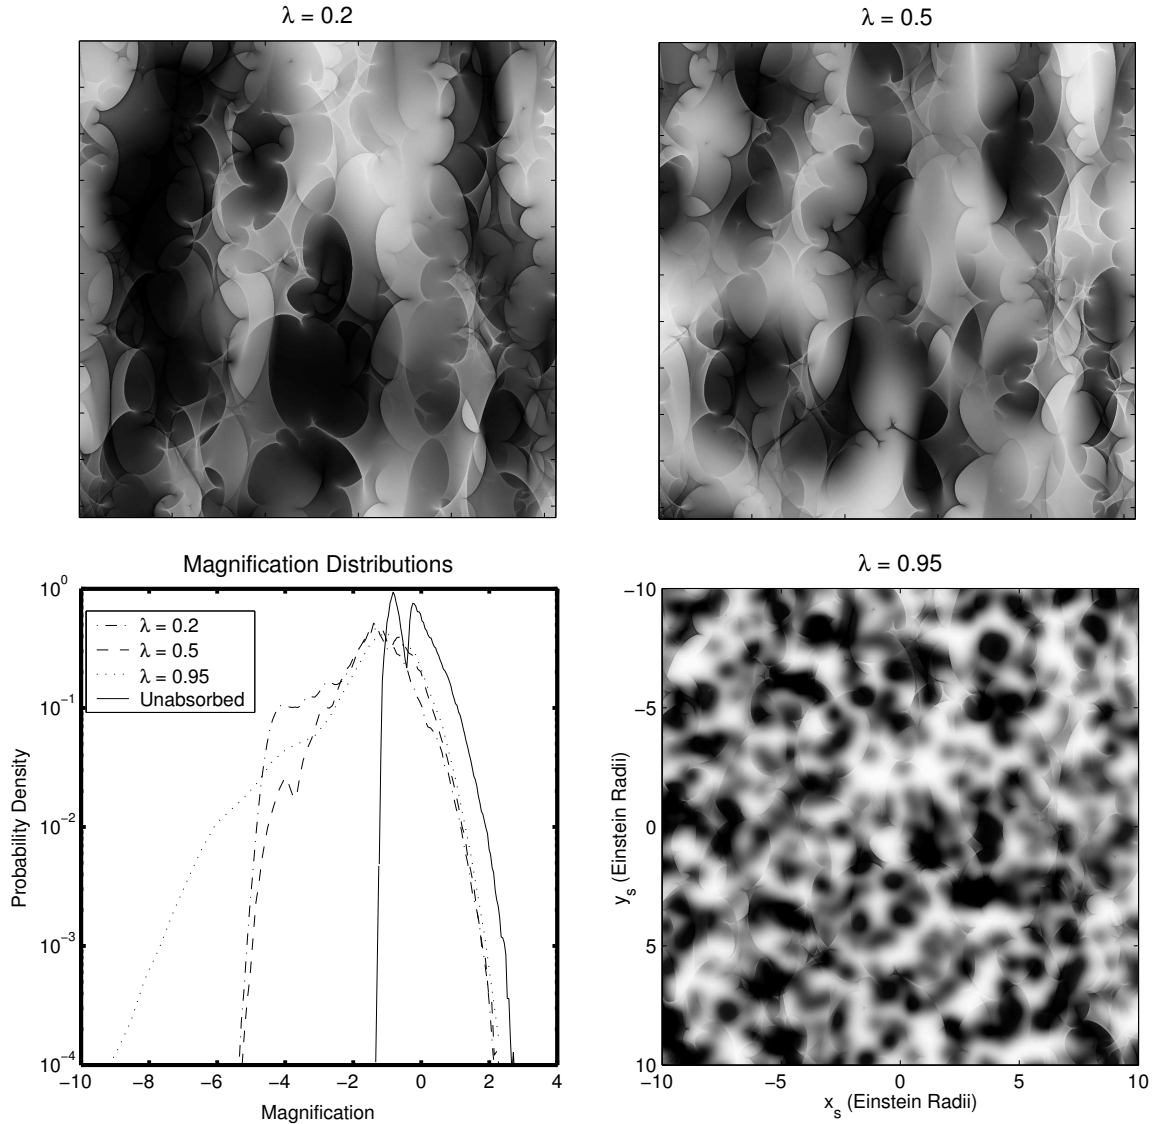 λ = 0.2
λ = 0.5
Magnification Distributions
10^0
10^-1
10^-2
10^-3
10^-4
Probability Density
λ = 0.2
λ = 0.5
λ = 0.95
Unabsorbed
−10 −8 −6 −4 −2 0 2 4
Magnification
λ = 0.95
−10
−5
0
5
10
y_s (Einstein Radii)
−10 −5 0 5 10
x_s (Einstein Radii)